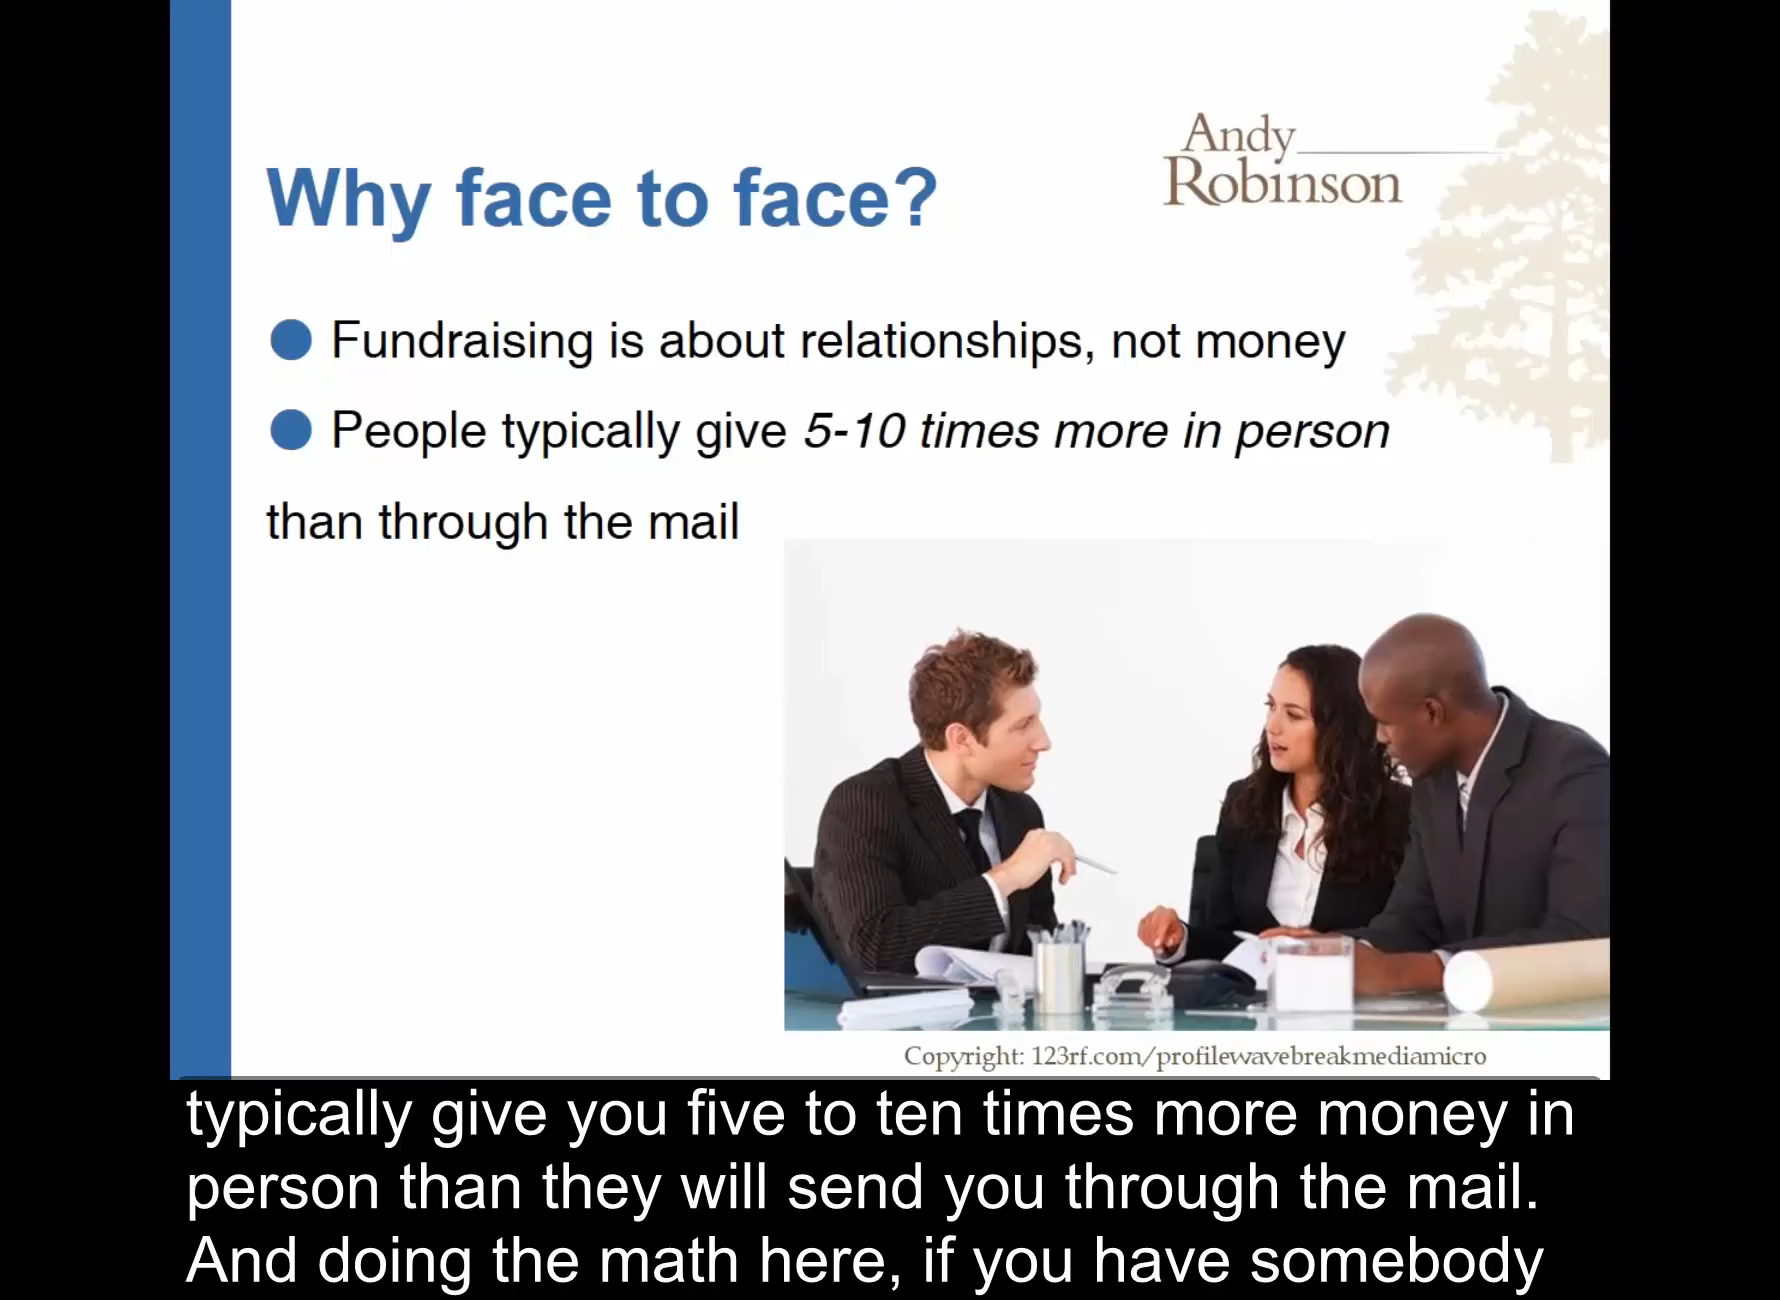 Andy
Robinson
Why face to face?
Fundraising is about relationships, not money
People typically give 5-10 times more in person
than through the mail
Copyright: 123rf.com/profilewavebreakmediamicro
typically give you five to ten times more money in
person than they will send you through the mail.
And doing the math here, if you have somebody